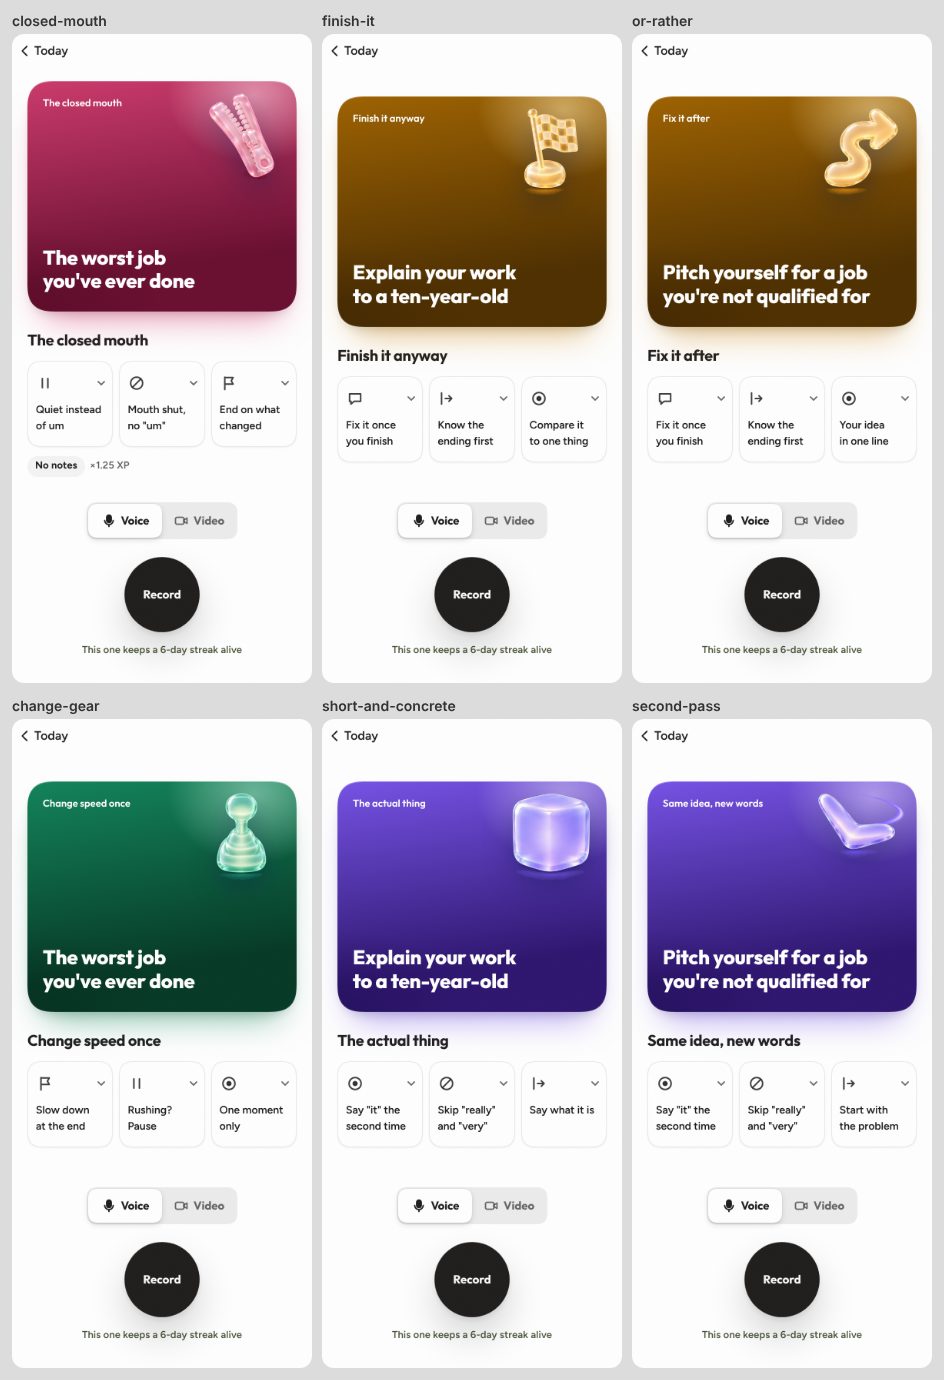 closed-mouth
Today
The closed mouth
The worst job
you've ever done
The closed mouth
Quiet instead
of um
Mouth shut,
no "um"
End on what
changed
No notes ×1.25 XP
Voice Video
Record
This one keeps a 6-day streak alive
finish-it
Today
Finish it anyway
Explain your work
to a ten-year-old
Finish it anyway
Fix it once
you finish
Know the
ending first
Compare it
to one thing
Voice Video
Record
This one keeps a 6-day streak alive
or-rather
Today
Fix it after
Pitch yourself for a job
you're not qualified for
Fix it after
Fix it once
you finish
Know the
ending first
Your idea
in one line
Voice Video
Record
This one keeps a 6-day streak alive
change-gear
Today
Change speed once
The worst job
you've ever done
Change speed once
Slow down
at the end
Rushing?
Pause
One moment
only
Voice Video
Record
This one keeps a 6-day streak alive
short-and-concrete
Today
The actual thing
Explain your work
to a ten-year-old
The actual thing
Say "it" the
second time
Skip "really"
and "very"
Say what it is
Voice Video
Record
This one keeps a 6-day streak alive
second-pass
Today
Same idea, new words
Pitch yourself for a job
you're not qualified for
Same idea, new words
Say "it" the
second time
Skip "really"
and "very"
Start with
the problem
Voice Video
Record
This one keeps a 6-day streak alive